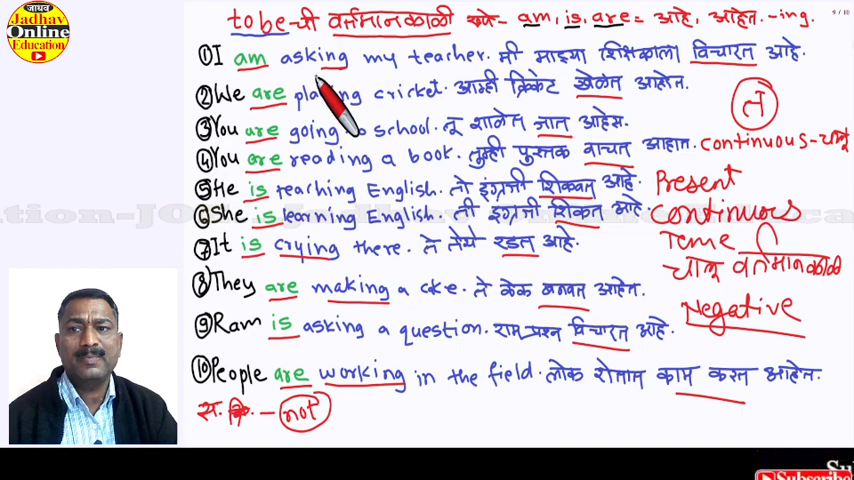 जाधव
Jadhav
Online
Education
to be ची वर्तमानकाळी रूपे - am, is, are = आहे, आहेत. -ing.
9 / 10
① I am asking my teacher. मी माझ्या शिक्षकाला विचारत आहे.
② We are playing cricket. आम्ही क्रिकेट खेळत आहोत.
③ You are going to school. तू शाळेत जात आहेस.
④ You are reading a book. तुम्ही पुस्तक वाचत आहात.
⑤ He is teaching English. तो इंग्रजी शिकवत आहे.
⑥ She is learning English. ती इंग्रजी शिकत आहे.
⑦ It is crying there. ते तेथे रडत आहे.
⑧ They are making a cke. ते केक बनवत आहेत.
⑨ Ram is asking a question. राम प्रश्न विचारत आहे.
⑩ People are working in the field. लोक शेतात काम करत आहेत.
त
continuous - चालू
Present
continuous
Teme
चालू वर्तमानकाळ
Negative
स. क्रि. - not
Subscribe